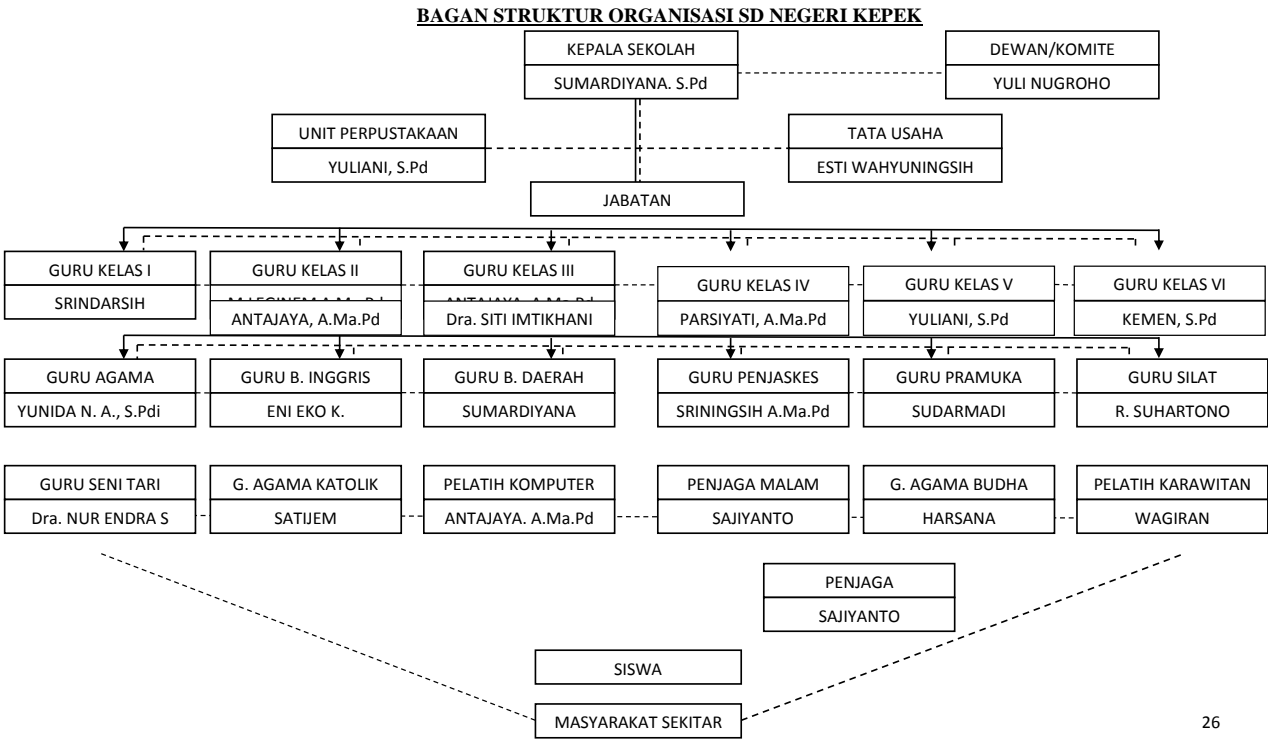 BAGAN STRUKTUR ORGANISASI SD NEGERI KEPEK
KEPALA SEKOLAH
SUMARDIYANA. S.Pd
DEWAN/KOMITE
YULI NUGROHO
UNIT PERPUSTAKAAN
YULIANI, S.Pd
TATA USAHA
ESTI WAHYUNINGSIH
JABATAN
GURU KELAS I
SRINDARSIH
GURU KELAS II
ANTAJAYA, A.Ma.Pd
GURU KELAS III
ANTAJAYA, A.Ma.Pd
Dra. SITI IMTIKHANI
GURU KELAS IV
PARSIYATI, A.Ma.Pd
GURU KELAS V
YULIANI, S.Pd
GURU KELAS VI
KEMEN, S.Pd
GURU AGAMA
YUNIDA N. A., S.Pdi
GURU B. INGGRIS
ENI EKO K.
GURU B. DAERAH
SUMARDIYANA
GURU PENJASKES
SRININGSIH A.Ma.Pd
GURU PRAMUKA
SUDARMADI
GURU SILAT
R. SUHARTONO
GURU SENI TARI
Dra. NUR ENDRA S
G. AGAMA KATOLIK
SATIJEM
PELATIH KOMPUTER
ANTAJAYA. A.Ma.Pd
PENJAGA MALAM
SAJIYANTO
G. AGAMA BUDHA
HARSANA
PELATIH KARAWITAN
WAGIRAN
PENJAGA
SAJIYANTO
SISWA
MASYARAKAT SEKITAR
26